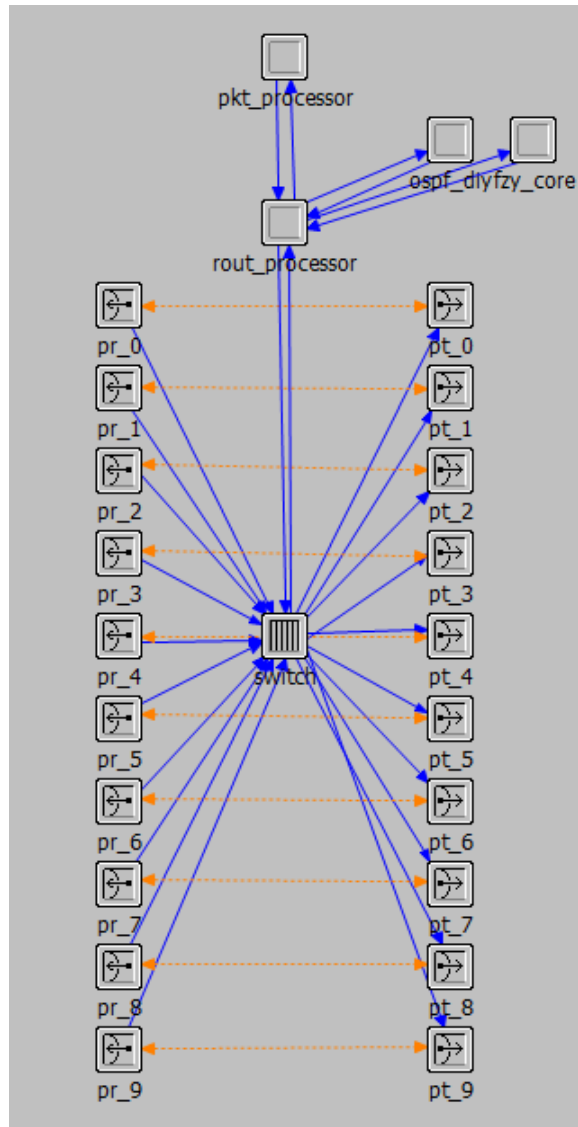 pkt_processor
ospf_dlyfzy_core
rout_processor
pr_0 pt_0
pr_1 pt_1
pr_2 pt_2
pr_3 pt_3
pr_4 switch pt_4
pr_5 pt_5
pr_6 pt_6
pr_7 pt_7
pr_8 pt_8
pr_9 pt_9